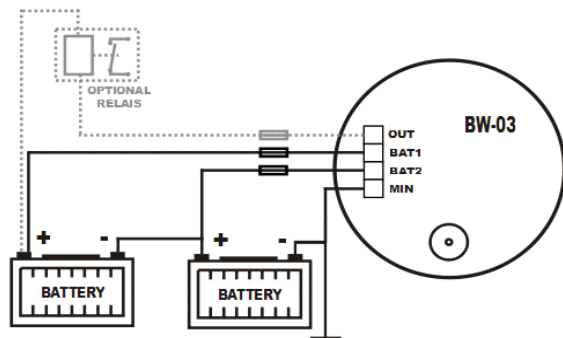 OPTIONAL
RELAIS
OUT
BW-03
BAT1
BAT2
MIN
+ -
+ -
BATTERY
BATTERY